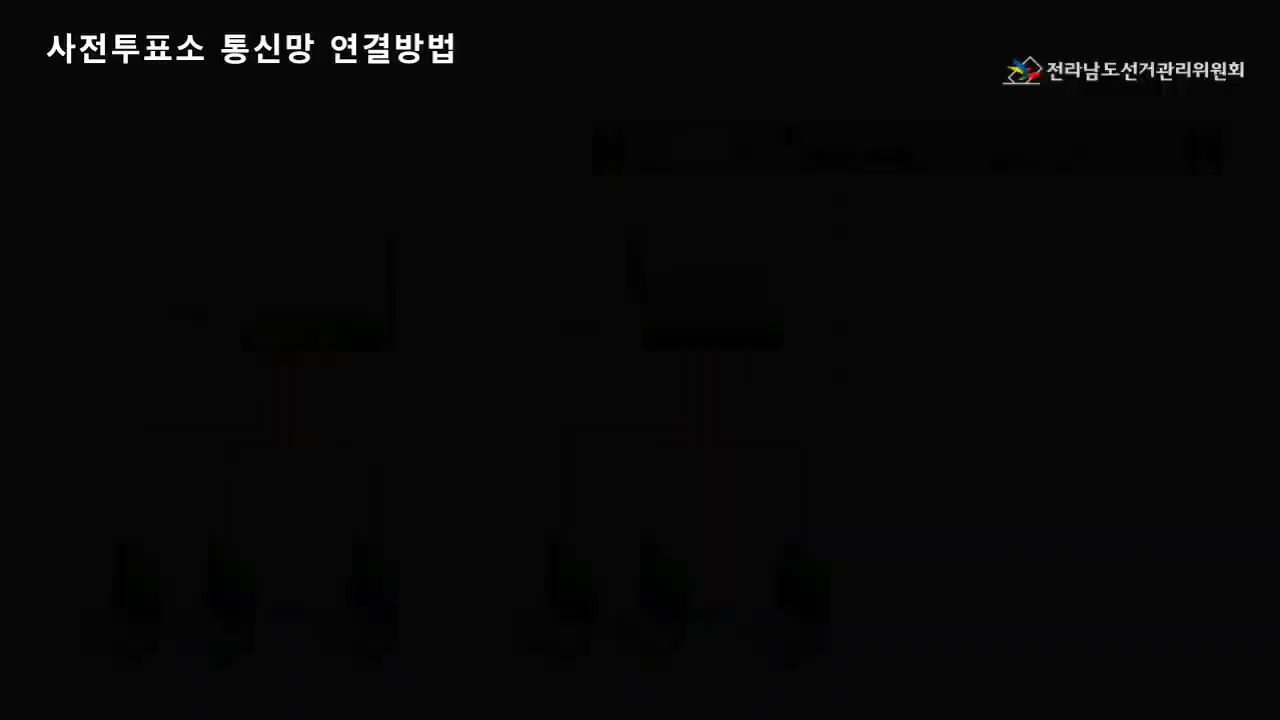 사전투표소 통신망 연결방법
전라남도선거관리위원회